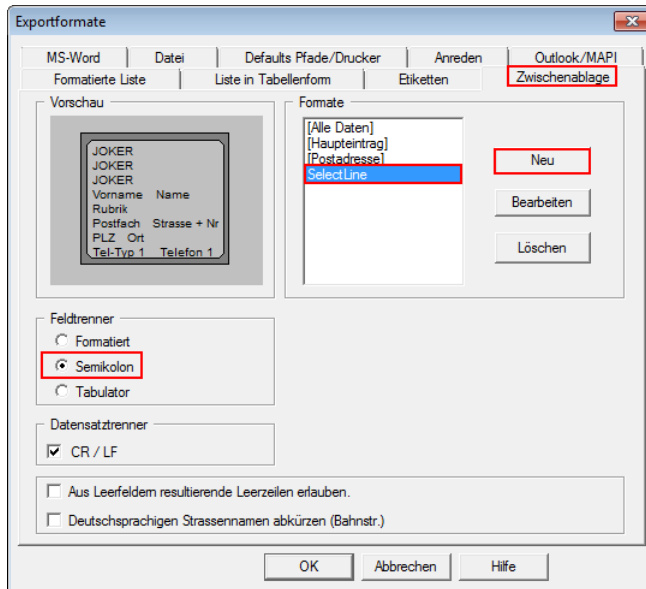 Exportformate
MS-Word Datei Defaults Pfade/Drucker Anreden Outlook/MAPI
Formatierte Liste Liste in Tabellenform Etiketten Zwischenablage
Vorschau
JOKER
JOKER
JOKER
Vorname Name
Rubrik
Postfach Strasse + Nr
PLZ Ort
Tel-Typ 1 Telefon 1
Formate
[Alle Daten]
[Haupteintrag]
[Postadresse]
SelectLine
Neu
Bearbeiten
Löschen
Feldtrenner
Formatiert
Semikolon
Tabulator
Datensatztrenner
CR / LF
Aus Leerfeldern resultierende Leerzeilen erlauben.
Deutschsprachigen Strassennamen abkürzen (Bahnstr.)
OK Abbrechen Hilfe